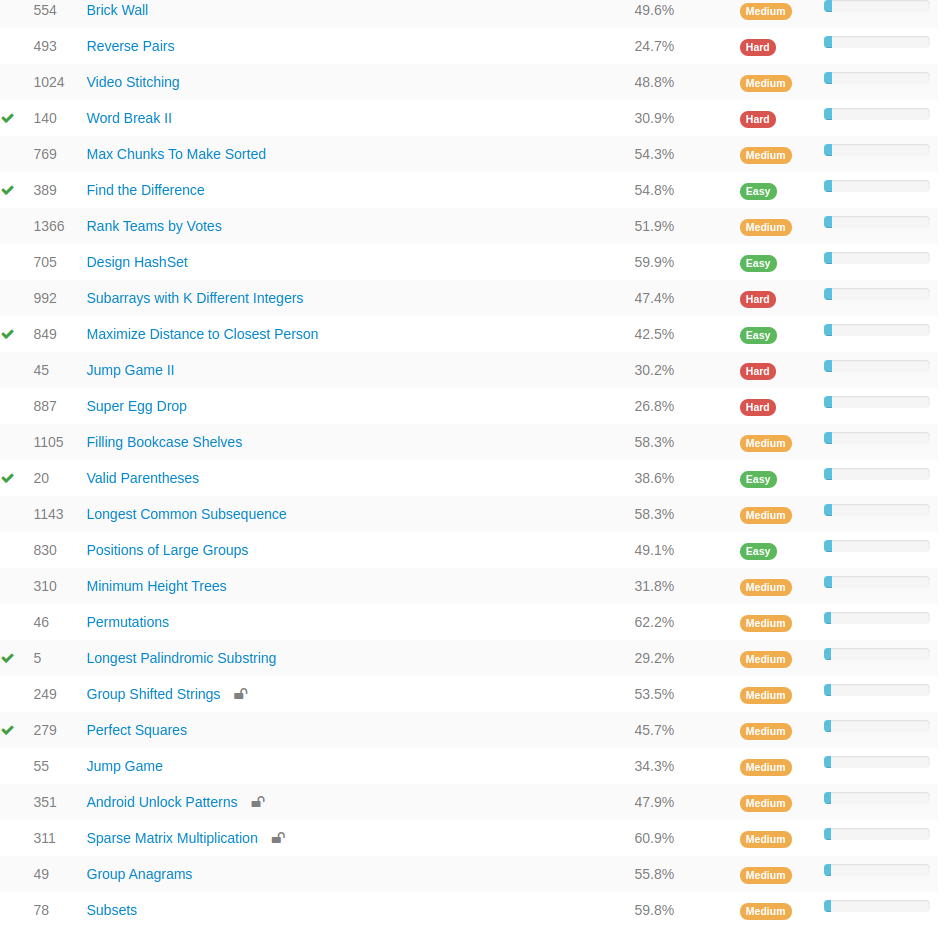 554 Brick Wall 49.6% Medium
493 Reverse Pairs 24.7% Hard
1024 Video Stitching 48.8% Medium
140 Word Break II 30.9% Hard
769 Max Chunks To Make Sorted 54.3% Medium
389 Find the Difference 54.8% Easy
1366 Rank Teams by Votes 51.9% Medium
705 Design HashSet 59.9% Easy
992 Subarrays with K Different Integers 47.4% Hard
849 Maximize Distance to Closest Person 42.5% Easy
45 Jump Game II 30.2% Hard
887 Super Egg Drop 26.8% Hard
1105 Filling Bookcase Shelves 58.3% Medium
20 Valid Parentheses 38.6% Easy
1143 Longest Common Subsequence 58.3% Medium
830 Positions of Large Groups 49.1% Easy
310 Minimum Height Trees 31.8% Medium
46 Permutations 62.2% Medium
5 Longest Palindromic Substring 29.2% Medium
249 Group Shifted Strings 53.5% Medium
279 Perfect Squares 45.7% Medium
55 Jump Game 34.3% Medium
351 Android Unlock Patterns 47.9% Medium
311 Sparse Matrix Multiplication 60.9% Medium
49 Group Anagrams 55.8% Medium
78 Subsets 59.8% Medium